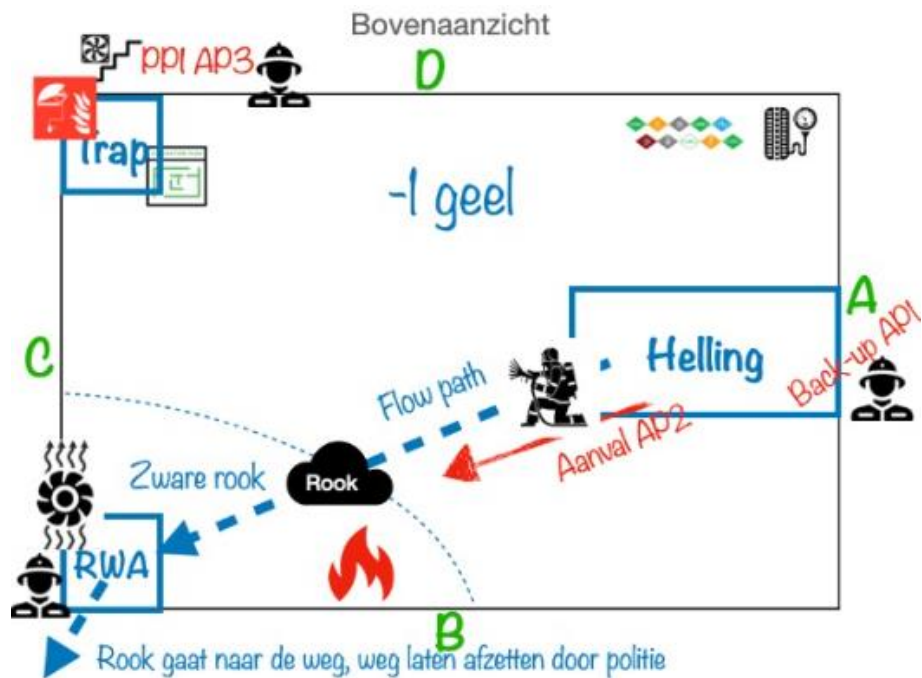 Bovenaanzicht
PPI AP3
D
Trap
-1 geel
A
Helling
Back-up AP1
C
Flow path
Aanval AP2
Zware rook
Rook
RWA
B
Rook gaat naar de weg, weg laten afzetten door politie